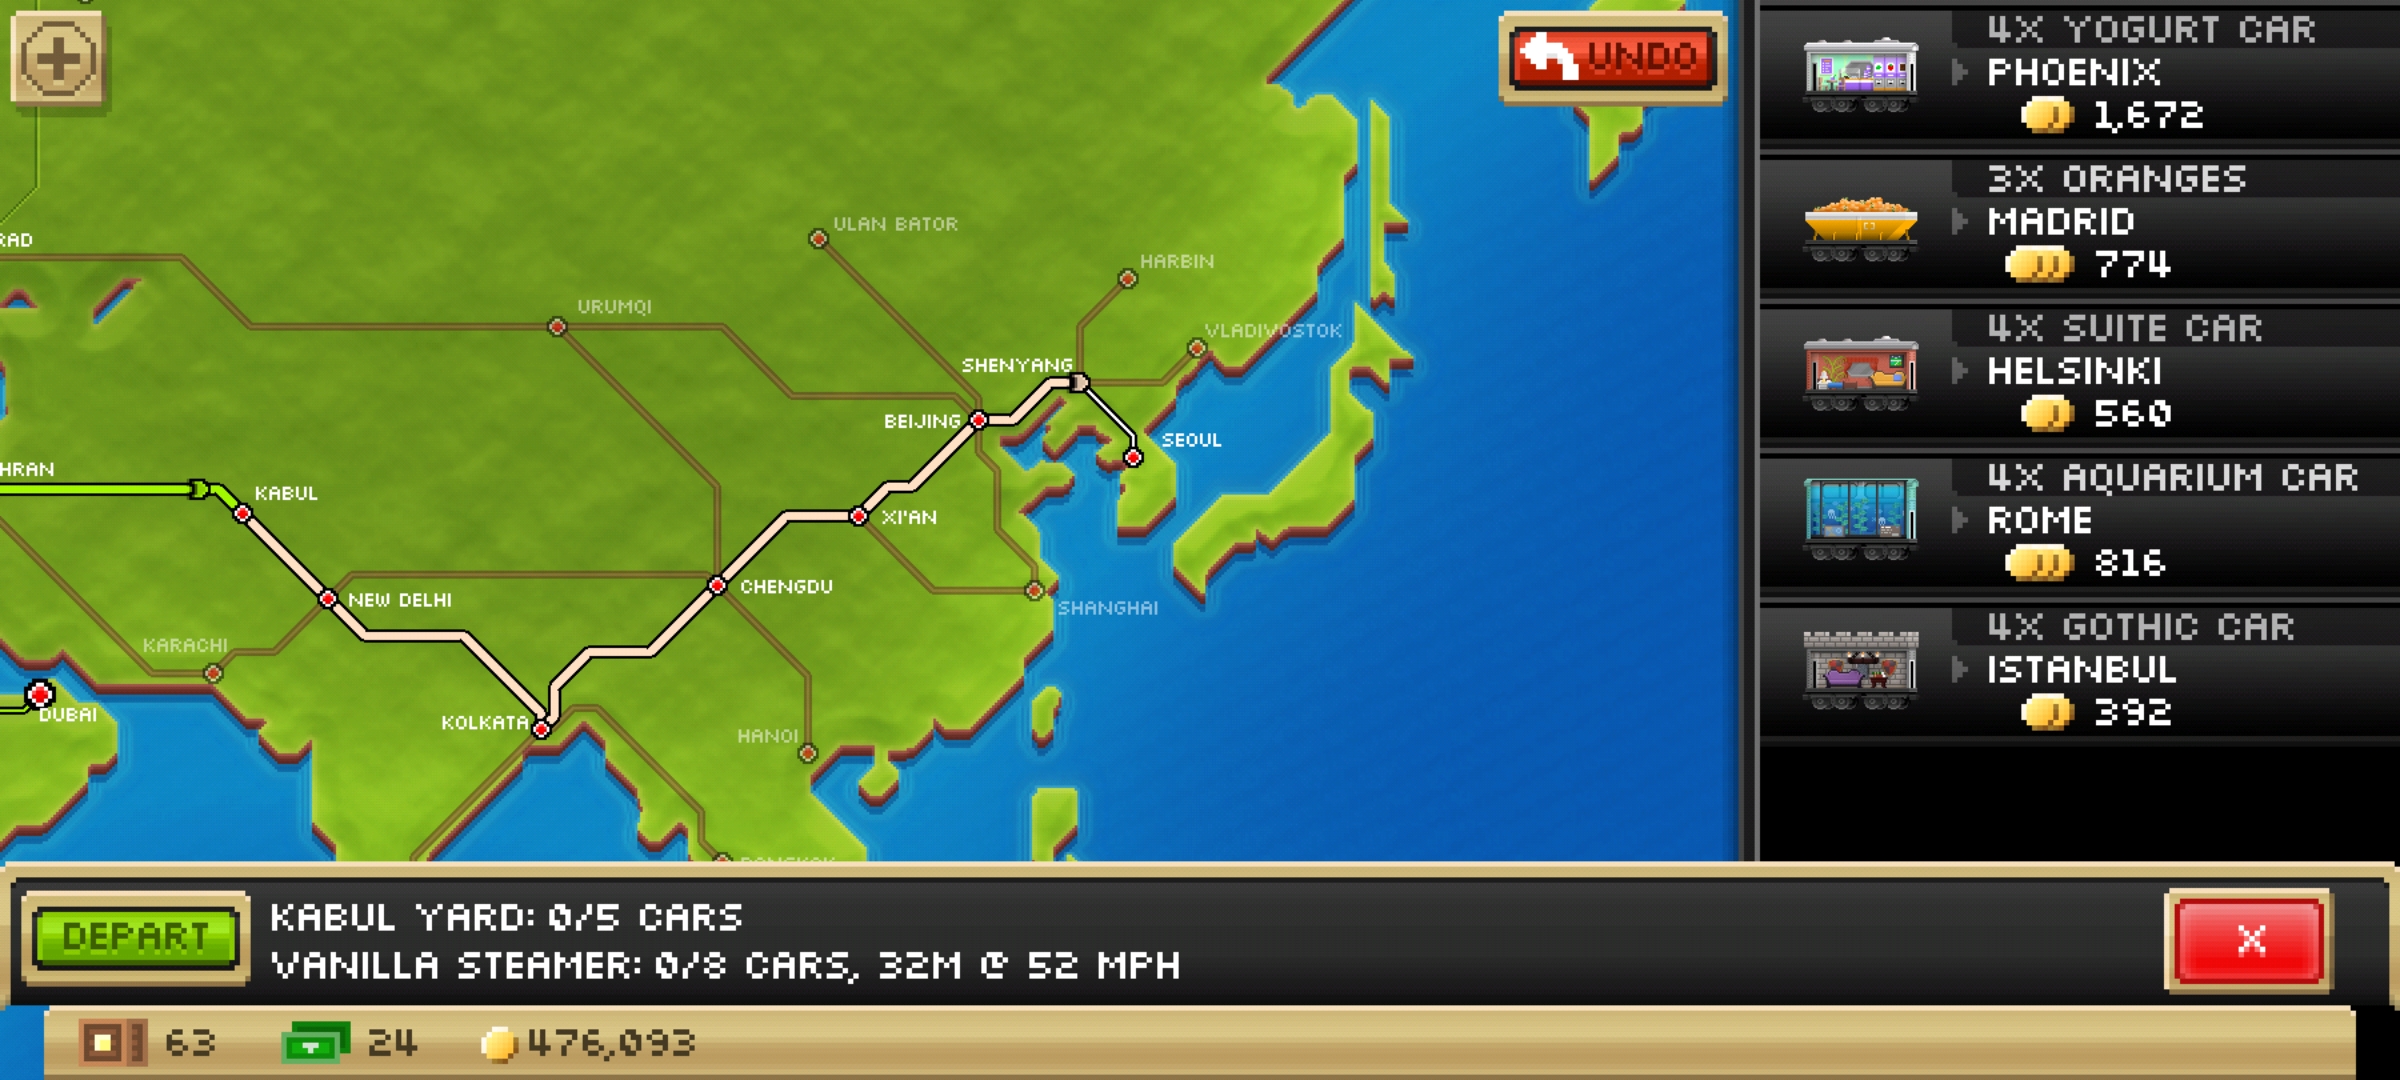 UNDO
ULAN BATOR
RAD
HARBIN
URUMQI
VLADIVOSTOK
SHENYANG
BEIJING
SEOUL
HRAN
KABUL
XI'AN
CHENGDU
NEW DELHI
SHANGHAI
KARACHI
DUBAI
KOLKATA
HANOI
BANGKOK
4X YOGURT CAR
PHOENIX
1,672
3X ORANGES
MADRID
774
4X SUITE CAR
HELSINKI
560
4X AQUARIUM CAR
ROME
816
4X GOTHIC CAR
ISTANBUL
392
DEPART
KABUL YARD: 0/5 CARS
VANILLA STEAMER: 0/8 CARS, 32M @ 52 MPH
X
63
24
476,093